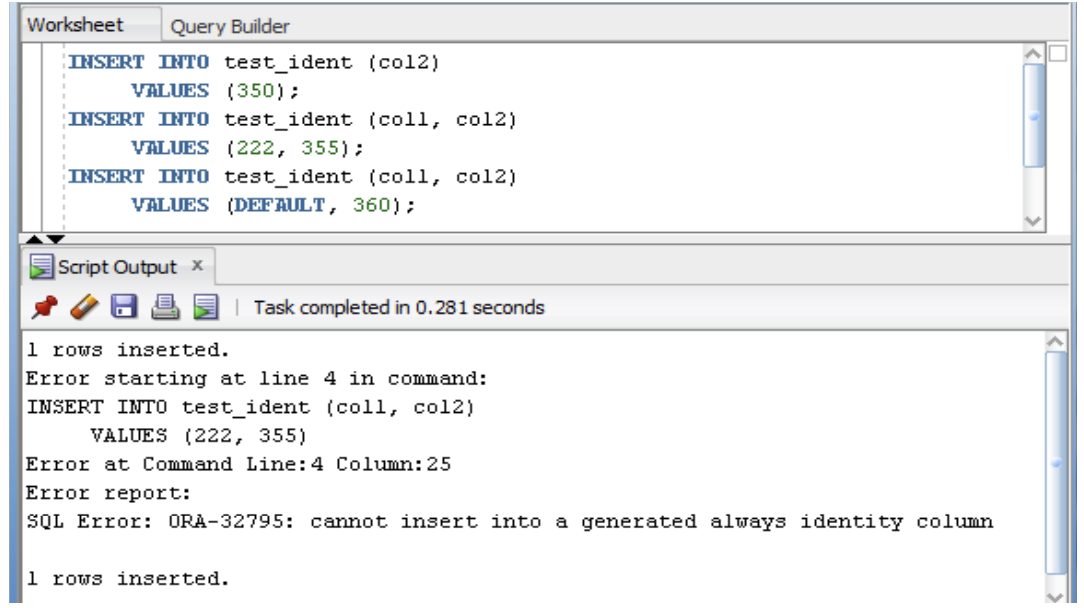 Worksheet Query Builder
INSERT INTO test_ident (col2)
VALUES (350);
INSERT INTO test_ident (col1, col2)
VALUES (222, 355);
INSERT INTO test_ident (col1, col2)
VALUES (DEFAULT, 360);
Script Output x
| Task completed in 0.281 seconds
1 rows inserted.
Error starting at line 4 in command:
INSERT INTO test_ident (col1, col2)
VALUES (222, 355)
Error at Command Line:4 Column:25
Error report:
SQL Error: ORA-32795: cannot insert into a generated always identity column
1 rows inserted.